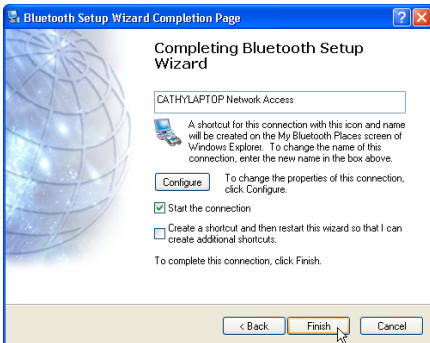 Bluetooth Setup Wizard Completion Page
Completing Bluetooth Setup
Wizard
CATHYLAPTOP Network Access
A shortcut for this connection with this icon and name
will be created on the My Bluetooth Places screen of
Windows Explorer. To change the name of this
connection, enter the new name in the box above.
Configure
To change the properties of this connection,
click Configure.
Start the connection
Create a shortcut and then restart this wizard so that I can
create additional shortcuts.
To complete this connection, click Finish.
< Back Finish Cancel